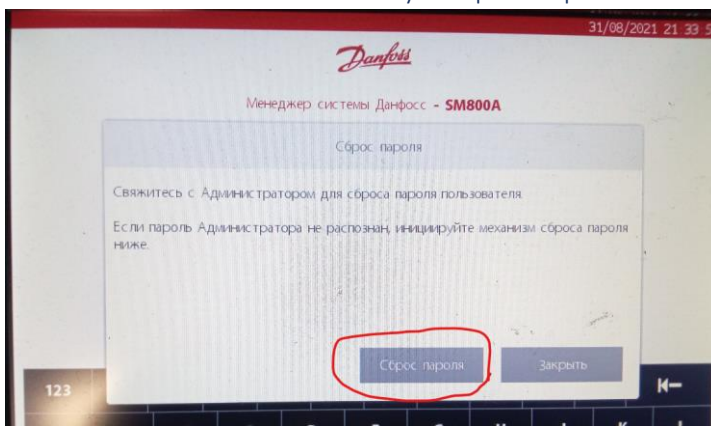 31/08/2021 21 33 5
Danfoss
Менеджер системы Данфосс - SM800A
Сброс пароля
Свяжитесь с Администратором для сброса пароля пользователя
Если пароль Администратора не распознан, инициируйте механизм сброса пароля
ниже.
Сброс пароля
Закрыть
123